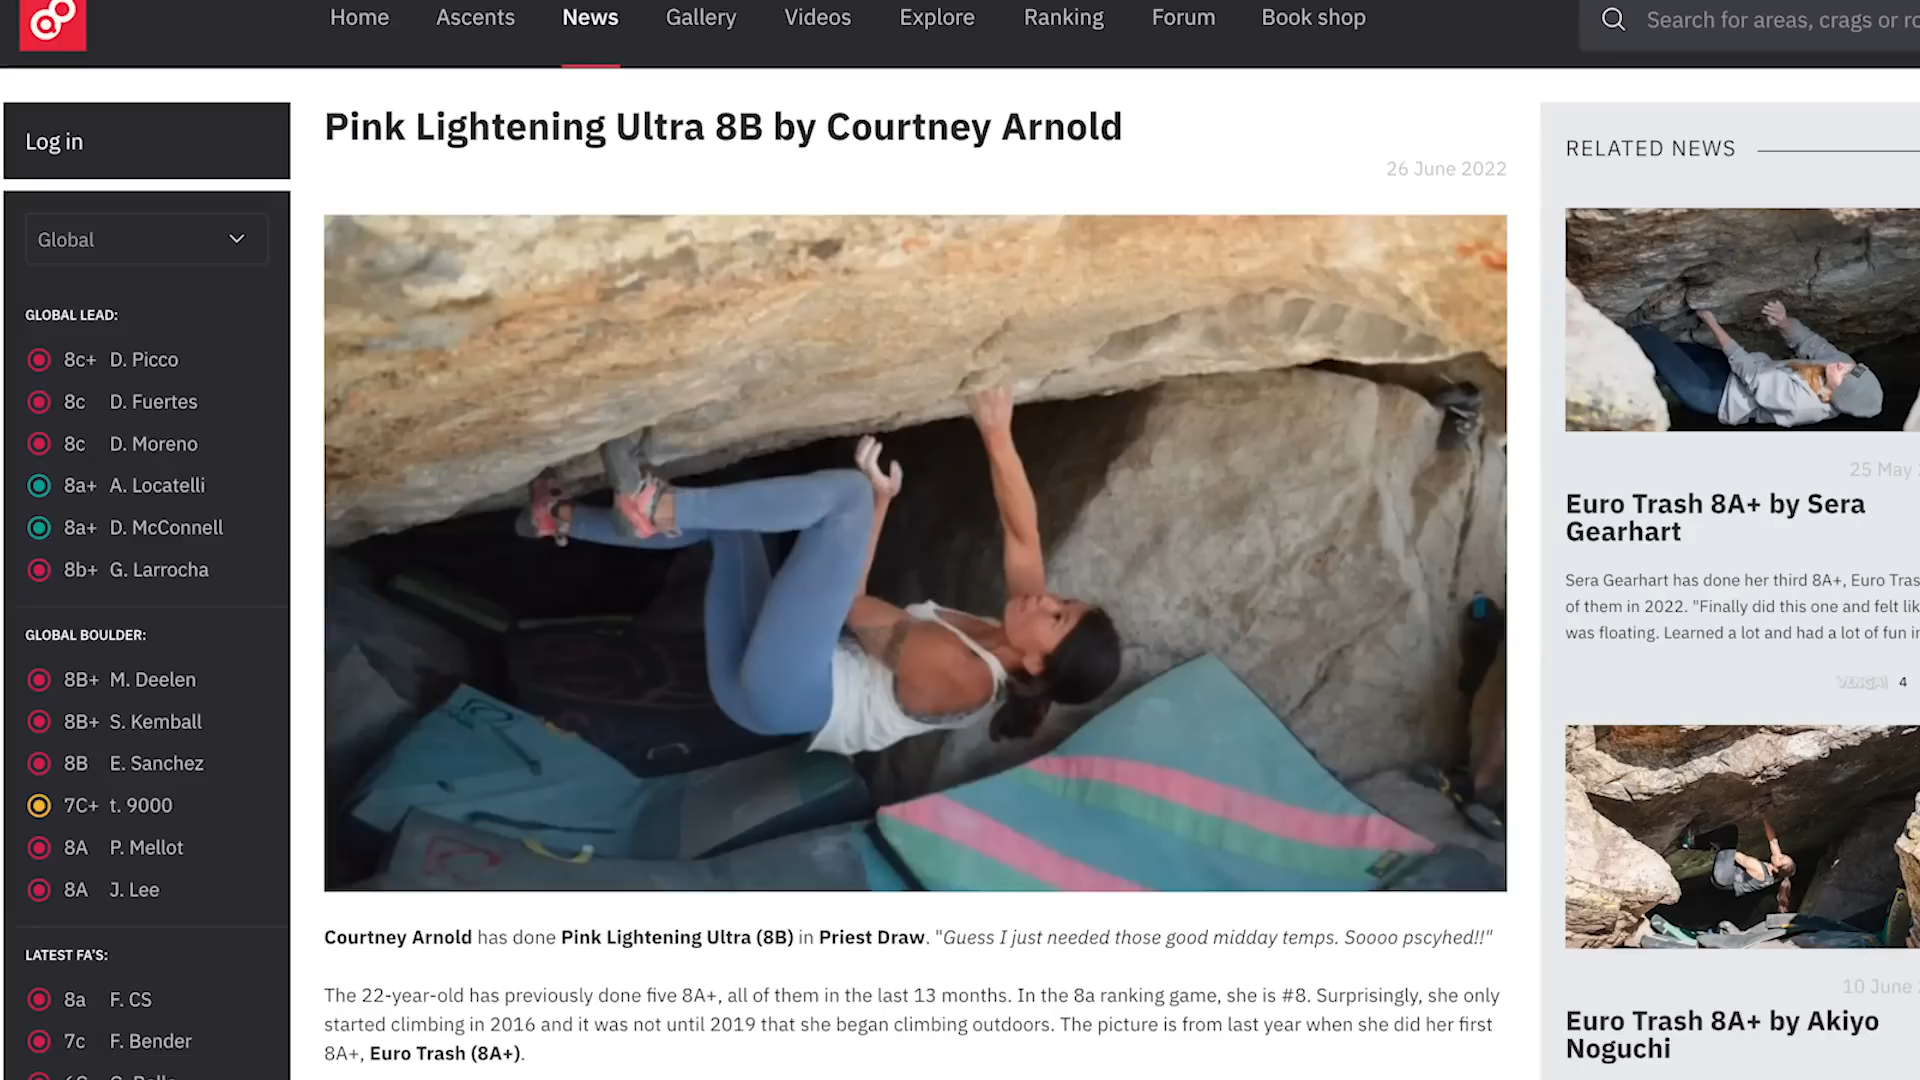 Home Ascents News Gallery Videos Explore Ranking Forum Book shop
Search for areas, crags or
Log in
Global
GLOBAL LEAD:
8c+ D. Picco
8c D. Fuertes
8c D. Moreno
8a+ A. Locatelli
8a+ D. McConnell
8b+ G. Larrocha
GLOBAL BOULDER:
8B+ M. Deelen
8B+ S. Kemball
8B E. Sanchez
7C+ t. 9000
8A P. Mellot
8A J. Lee
LATEST FA'S:
8a F. CS
7c F. Bender
Pink Lightening Ultra 8B by Courtney Arnold
26 June 2022
Courtney Arnold has done Pink Lightening Ultra (8B) in Priest Draw. "Guess I just needed those good midday temps. Soooo pscyhed!!"
The 22-year-old has previously done five 8A+, all of them in the last 13 months. In the 8a ranking game, she is #8. Surprisingly, she only
started climbing in 2016 and it was not until 2019 that she began climbing outdoors. The picture is from last year when she did her first
8A+, Euro Trash (8A+).
RELATED NEWS
25 May
Euro Trash 8A+ by Sera
Gearhart
Sera Gearhart has done her third 8A+, Euro Tras
of them in 2022. "Finally did this one and felt lik
was floating. Learned a lot and had a lot of fun i
VENGA! 4
10 June
Euro Trash 8A+ by Akiyo
Noguchi